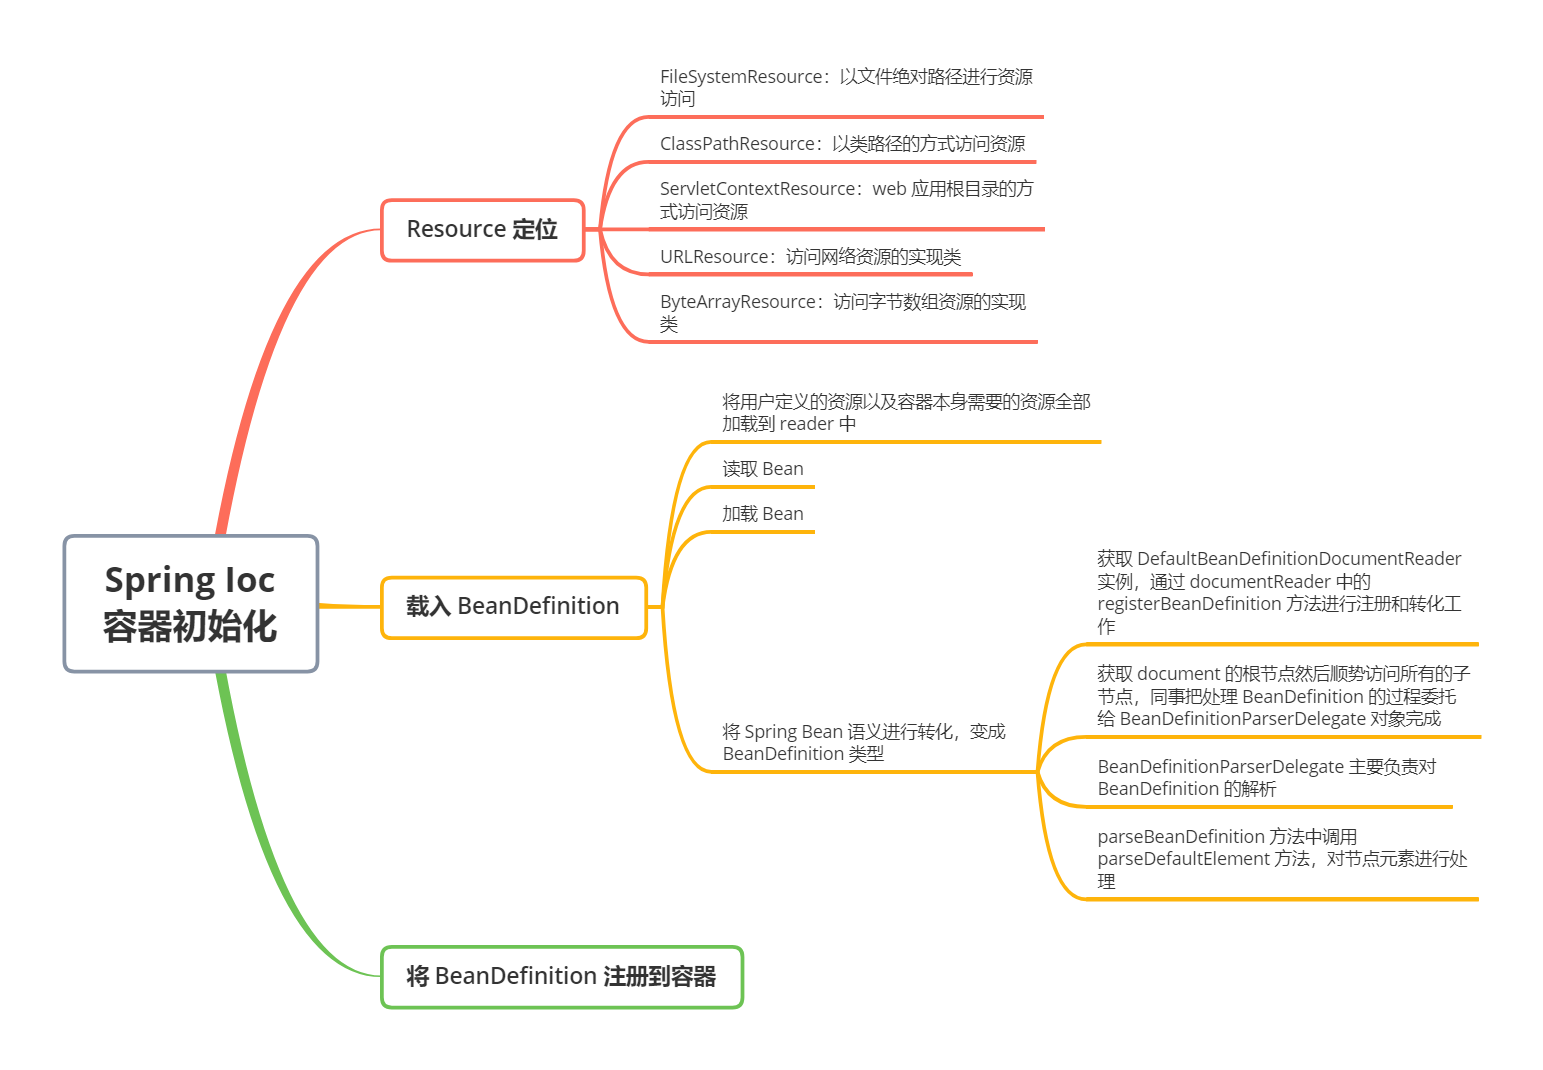 Spring Ioc
容器初始化
Resource 定位
FileSystemResource：以文件绝对路径进行资源
访问
ClassPathResource：以类路径的方式访问资源
ServletContextResource：web 应用根目录的方
式访问资源
URLResource：访问网络资源的实现类
ByteArrayResource：访问字节数组资源的实现
类
载入 BeanDefinition
将用户定义的资源以及容器本身需要的资源全部
加载到 reader 中
读取 Bean
加载 Bean
将 Spring Bean 语义进行转化，变成
BeanDefinition 类型
获取 DefaultBeanDefinitionDocumentReader
实例，通过 documentReader 中的
registerBeanDefinition 方法进行注册和转化工
作
获取 document 的根节点然后顺势访问所有的子
节点，同事把处理 BeanDefinition 的过程委托
给 BeanDefinitionParserDelegate 对象完成
BeanDefinitionParserDelegate 主要负责对
BeanDefinition 的解析
parseBeanDefinition 方法中调用
parseDefaultElement 方法，对节点元素进行处
理
将 BeanDefinition 注册到容器